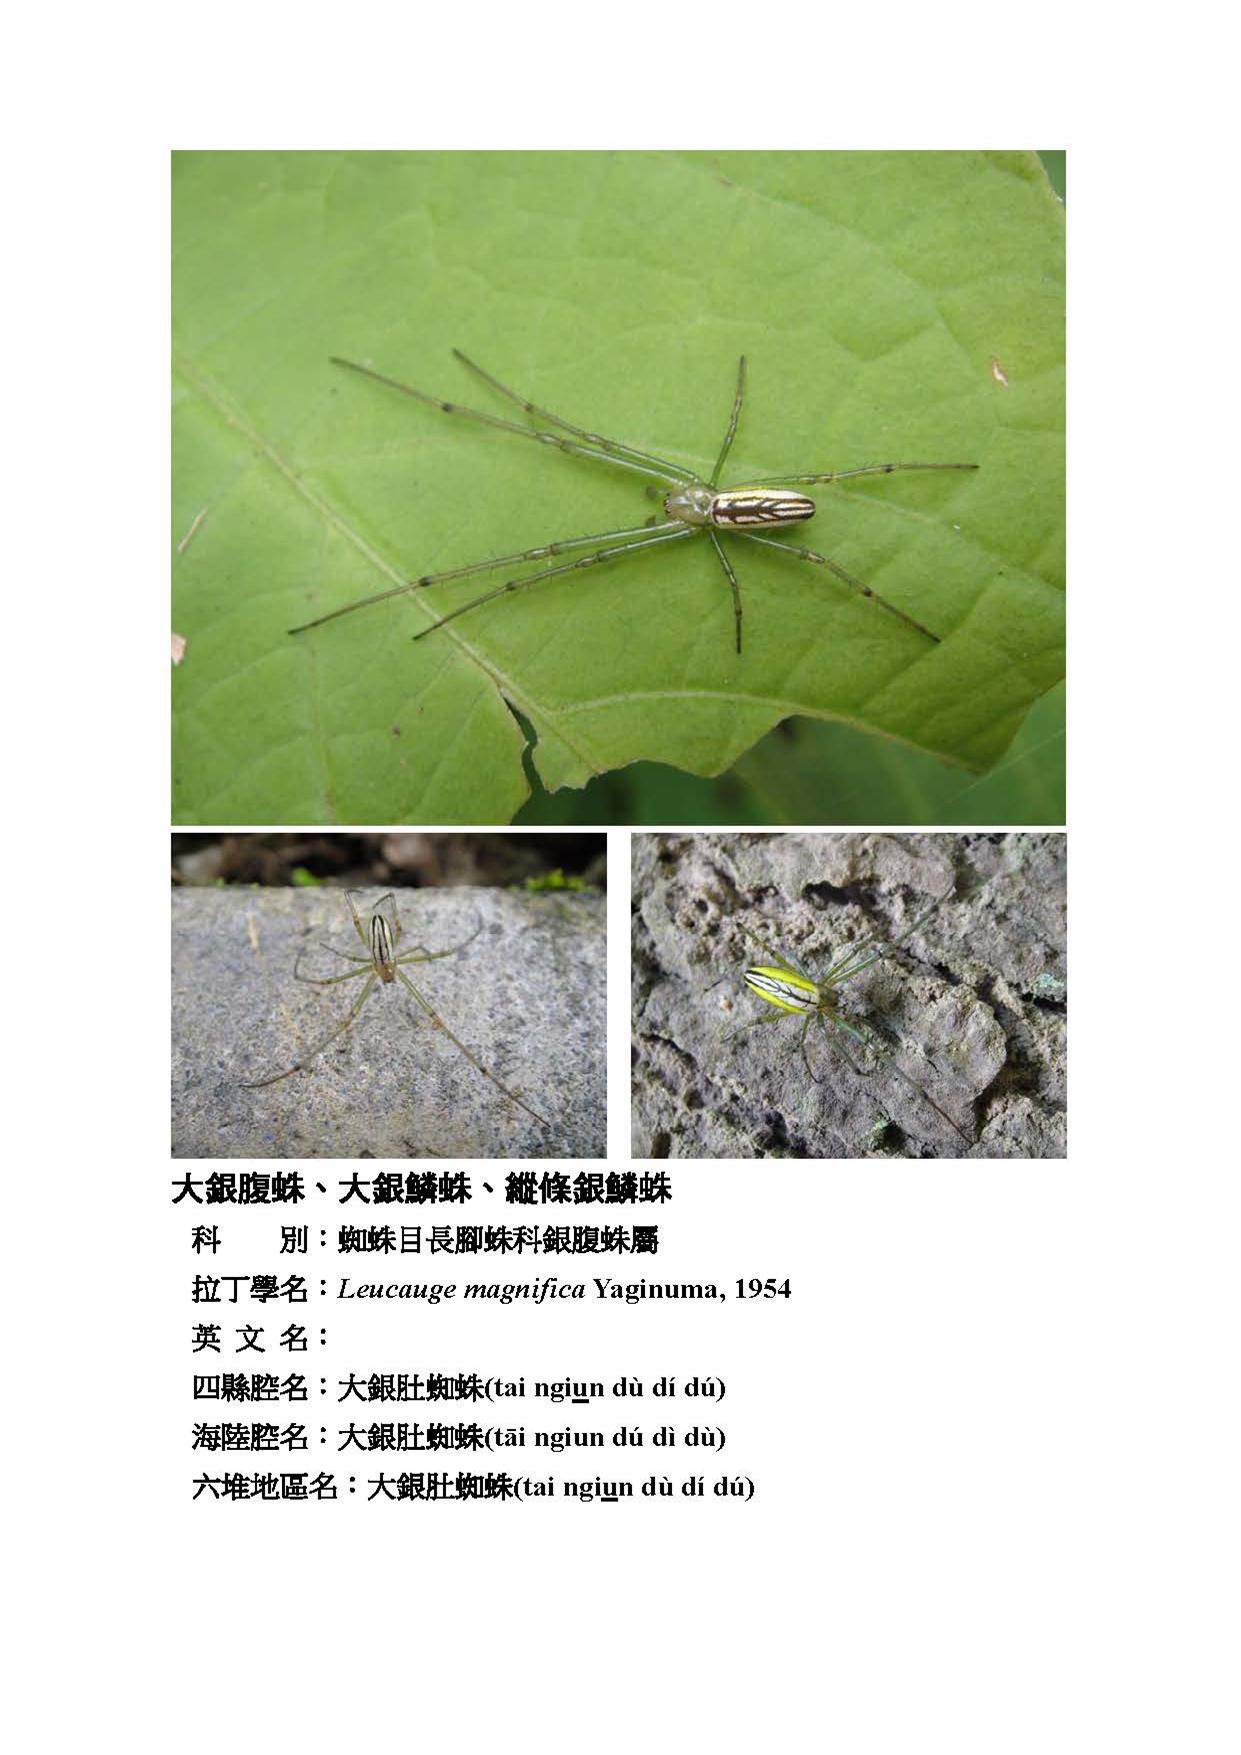 大銀腹蛛、大銀鱗蛛、縱條銀鱗蛛
科　　別：蜘蛛目長腳蛛科銀腹蛛屬
拉丁學名：Leucauge magnifica Yaginuma, 1954
英 文 名：
四縣腔名：大銀肚蜘蛛(tai ngiun dù dí dú)
海陸腔名：大銀肚蜘蛛(tāi ngiun dú dì dù)
六堆地區名：大銀肚蜘蛛(tai ngiun dù dí dú)